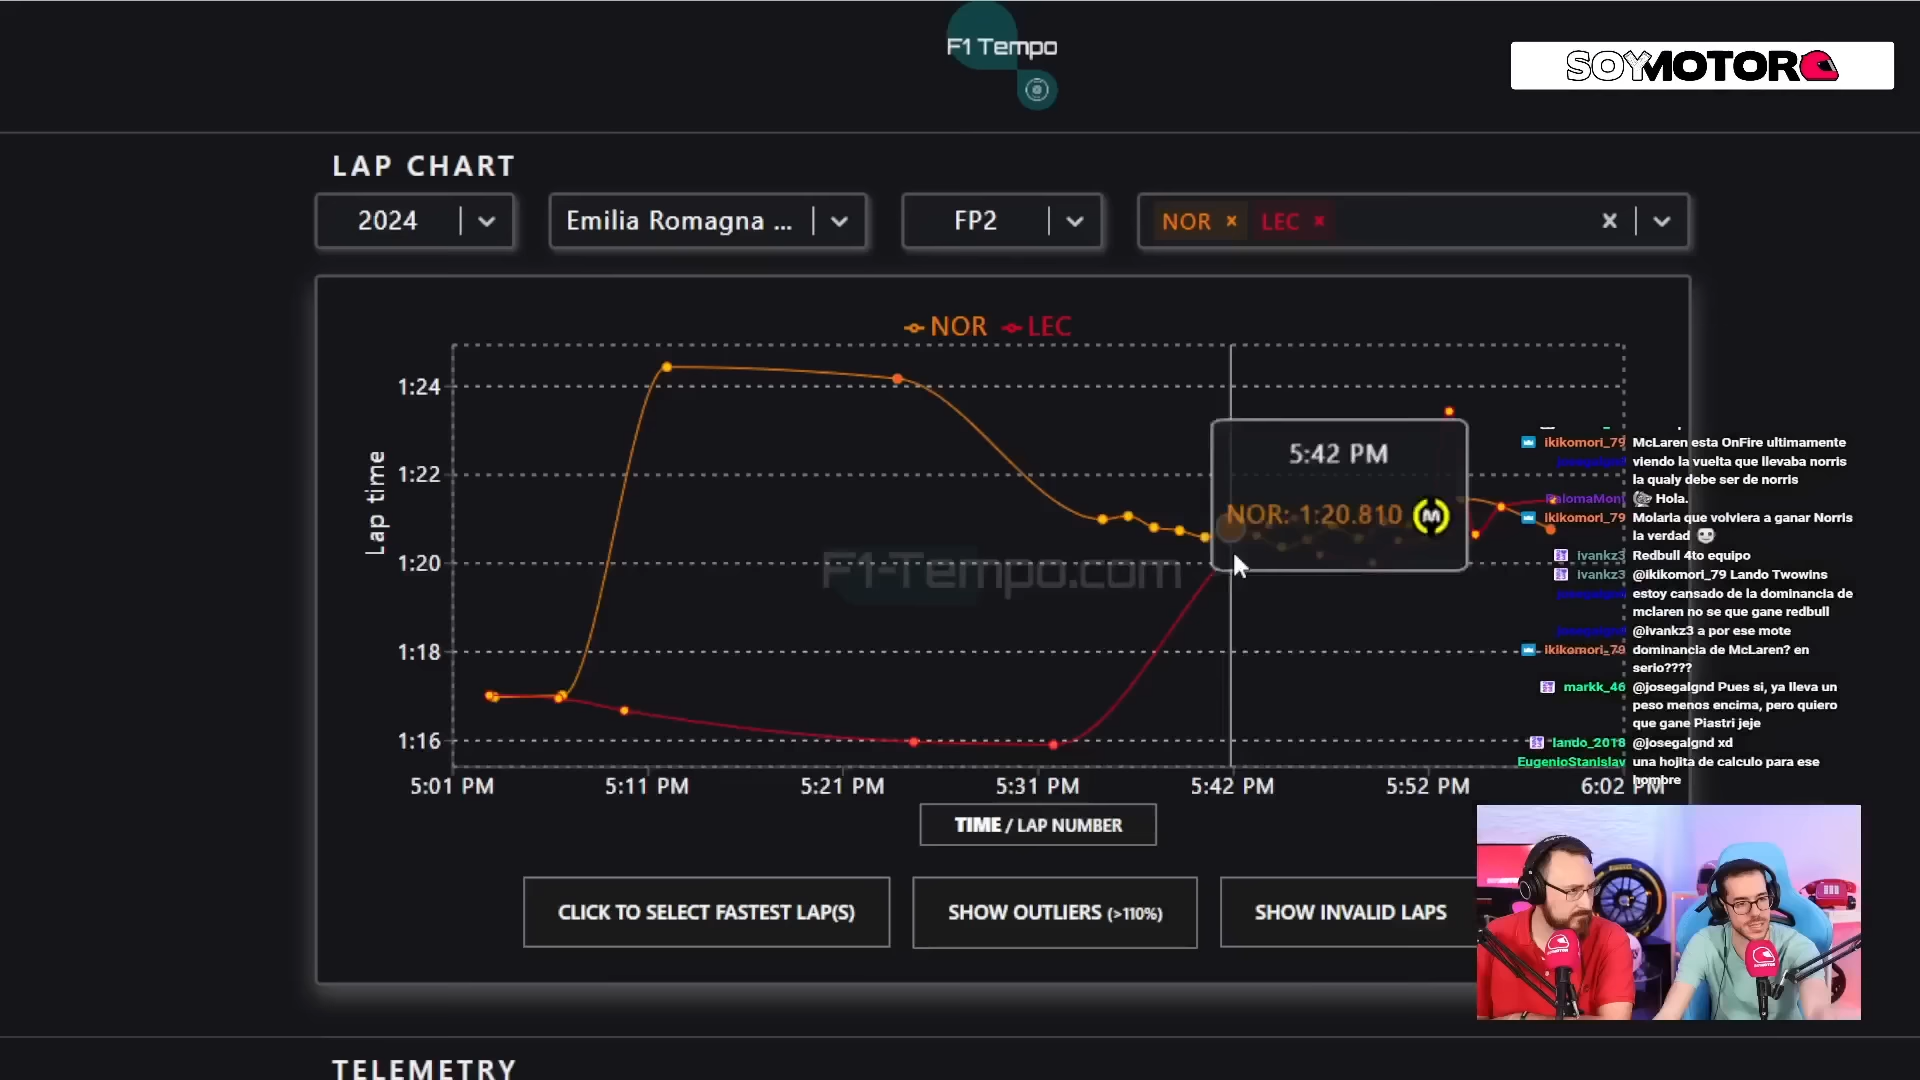 F1 Tempo
SOYMOTOR
LAP CHART
2024
Emilia Romagna ...
FP2
NOR ×
LEC ×
NOR
LEC
Lap time
1:24
1:22
1:20
1:18
1:16
5:42 PM
NOR: 1:20.810
M
F1-Tempo.com
5:01 PM
5:11 PM
5:21 PM
5:31 PM
5:42 PM
5:52 PM
6:02 PM
TIME / LAP NUMBER
CLICK TO SELECT FASTEST LAP(S)
SHOW OUTLIERS (>110%)
SHOW INVALID LAPS
ikikomori_79 McLaren esta OnFire ultimamente
viendo la vuelta que llevaba norris
la qualy debe ser de norris
Hola.
ikikomori_79 Molaria que volviera a ganar Norris
la verdad
ivankz3 Redbull 4to equipo
ivankz3 @ikikomori_79 Lando Twowins
estoy cansado de la dominancia de
mclaren no se que gane redbull
@ivankz3 a por ese mote
ikikomori_79 dominancia de McLaren? en
serio????
markk_46 @josegalgnd Pues si, ya lleva un
peso menos encima, pero quiero
que gane Piastri jeje
lando_2018 @josegalgnd xd
EugenioStanislav una hojita de calculo para ese
hombre
TELEMETRY